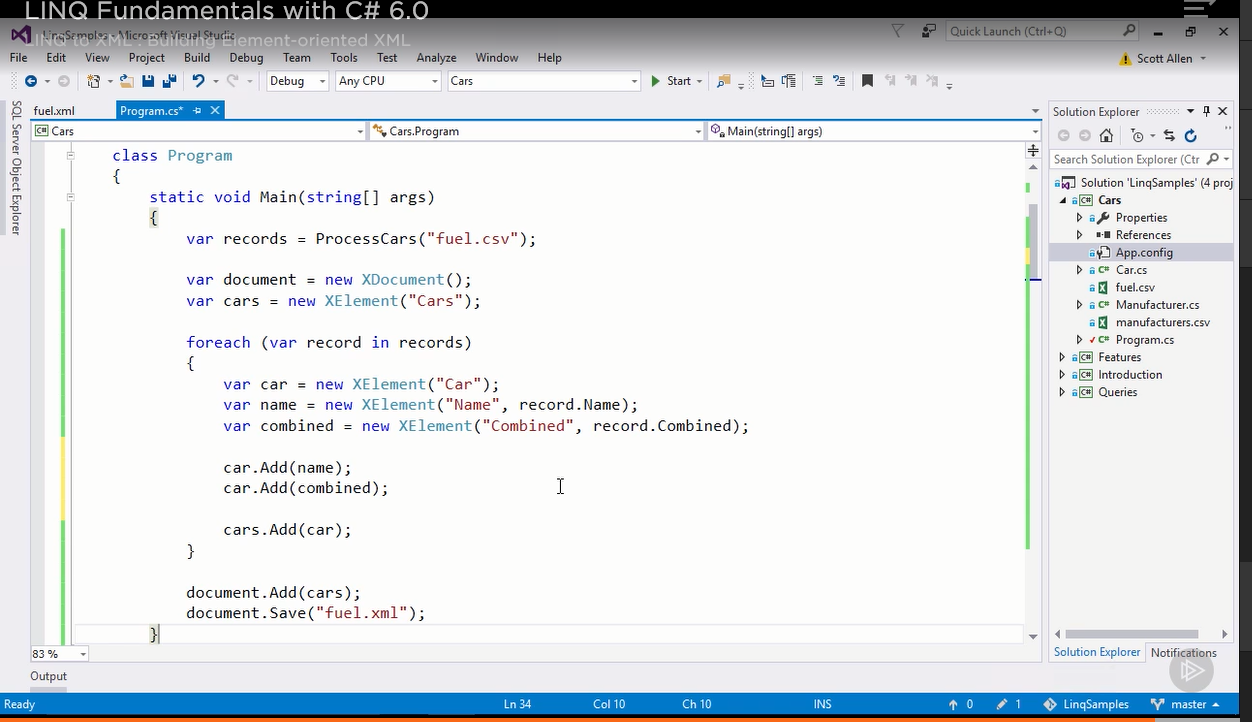 LINQ Fundamentals with C# 6.0
LinqSamples - Microsoft Visual Studio
LINQ to XML : Building Element-oriented XML
Quick Launch (Ctrl+Q)
File Edit View Project Build Debug Team Tools Test Analyze Window Help
Scott Allen
Debug Any CPU Cars Start
SQL Server Object Explorer
fuel.xml Program.cs*
Cars Cars.Program Main(string[] args)
class Program
{
static void Main(string[] args)
{
var records = ProcessCars("fuel.csv");
var document = new XDocument();
var cars = new XElement("Cars");
foreach (var record in records)
{
var car = new XElement("Car");
var name = new XElement("Name", record.Name);
var combined = new XElement("Combined", record.Combined);
car.Add(name);
car.Add(combined);
cars.Add(car);
}
document.Add(cars);
document.Save("fuel.xml");
}
83 %
Solution Explorer
Search Solution Explorer (Ctr
Solution 'LinqSamples' (4 proj
C# Cars
Properties
References
App.config
C# Car.cs
fuel.csv
C# Manufacturer.cs
manufacturers.csv
C# Program.cs
C# Features
C# Introduction
C# Queries
Solution Explorer Notifications
Output
Ready Ln 34 Col 10 Ch 10 INS 0 1 LinqSamples master